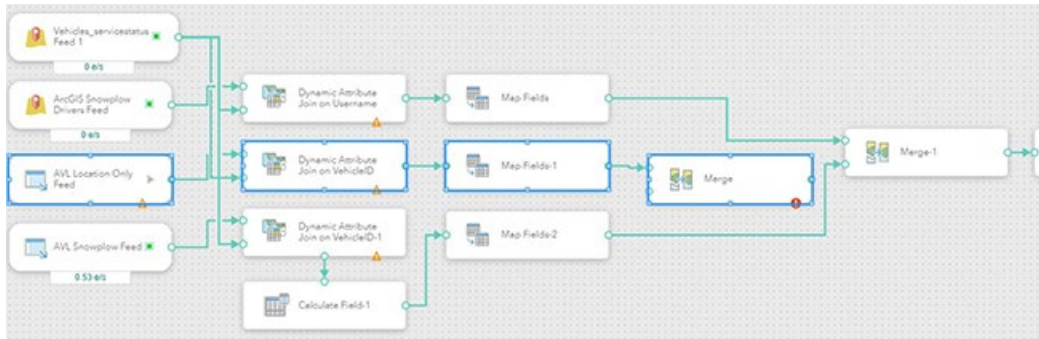 Vehicles_servicestatus
Feed 1
0 e/s
ArcGIS Snowplow
Drivers Feed
0 e/s
AVL Location Only
Feed
AVL Snowplow Feed
0.53 e/s
Dynamic Attribute
Join on Username
Map Fields
Dynamic Attribute
Join on VehicleID
Map Fields-1
Merge
Merge-1
Dynamic Attribute
Join on VehicleID-1
Map Fields-2
Calculate Field-1